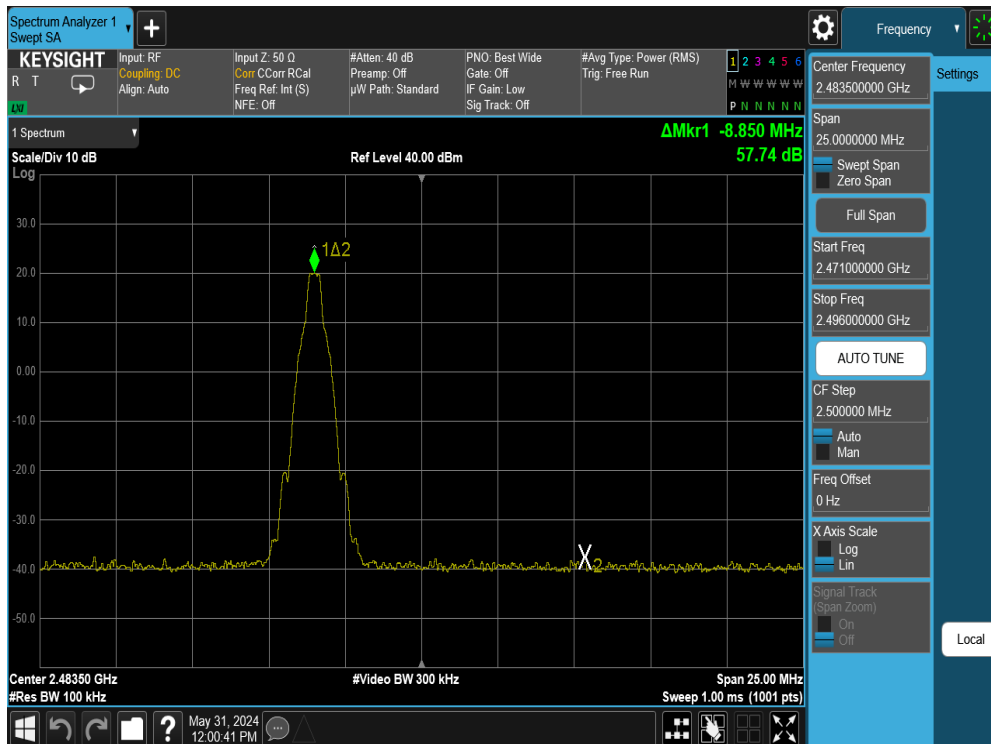 Spectrum Analyzer 1
Swept SA
Frequency
KEYSIGHT
R T
LXI
Input: RF
Coupling: DC
Align: Auto
Input Z: 50 Ω
Corr CCorr RCal
Freq Ref: Int (S)
NFE: Off
#Atten: 40 dB
Preamp: Off
µW Path: Standard
PNO: Best Wide
Gate: Off
IF Gain: Low
Sig Track: Off
#Avg Type: Power (RMS)
Trig: Free Run
1 2 3 4 5 6
M W W W W W
P N N N N N
1 Spectrum
ΔMkr1 -8.850 MHz
57.74 dB
Scale/Div 10 dB
Ref Level 40.00 dBm
Log
30.0
1Δ2
20.0
10.0
0.00
-10.0
-20.0
-30.0
X2
-40.0
-50.0
Center 2.48350 GHz
#Video BW 300 kHz
Span 25.00 MHz
#Res BW 100 kHz
Sweep 1.00 ms (1001 pts)
May 31, 2024
12:00:41 PM
?
Center Frequency
2.483500000 GHz
Settings
Span
25.0000000 MHz
Swept Span
Zero Span
Full Span
Start Freq
2.471000000 GHz
Stop Freq
2.496000000 GHz
AUTO TUNE
CF Step
2.500000 MHz
Auto
Man
Freq Offset
0 Hz
X Axis Scale
Log
Lin
Signal Track
(Span Zoom)
On
Off
Local